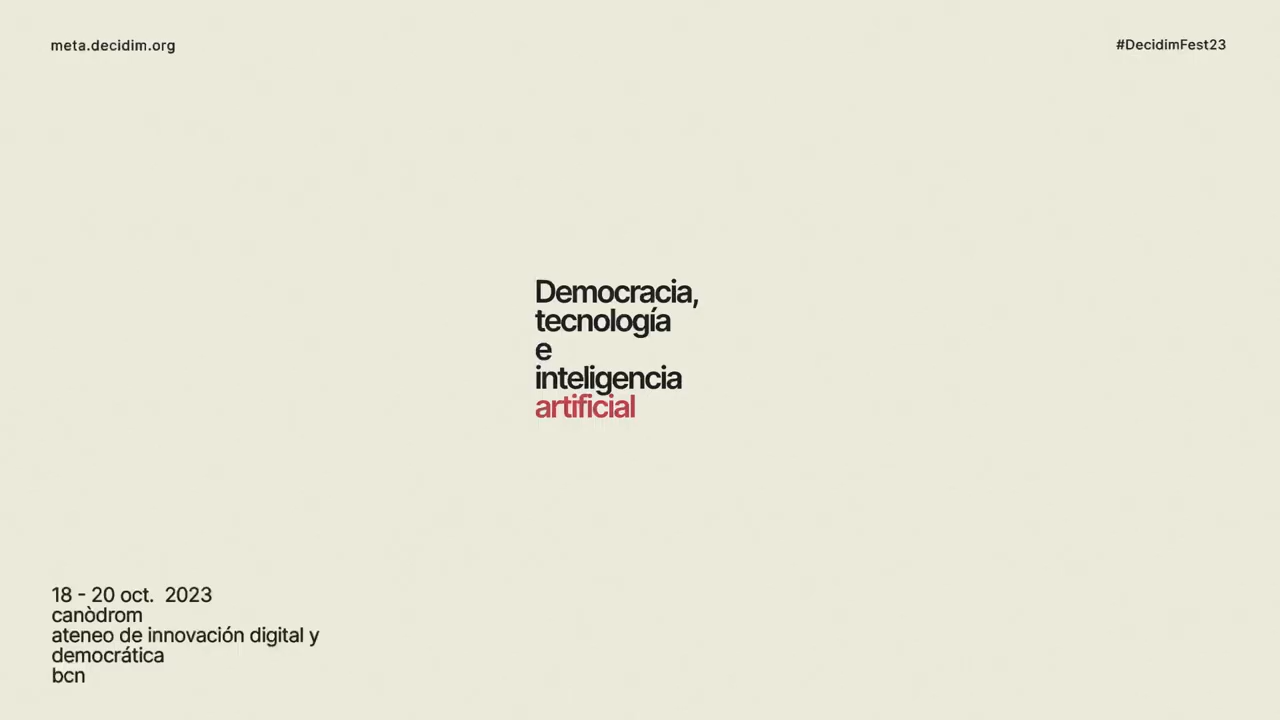 meta.decidim.org
#DecidimFest23
Democracia,
tecnología
e
inteligencia
artificial
18 - 20 oct.  2023
canòdrom
ateneo de innovación digital y
democrática
bcn